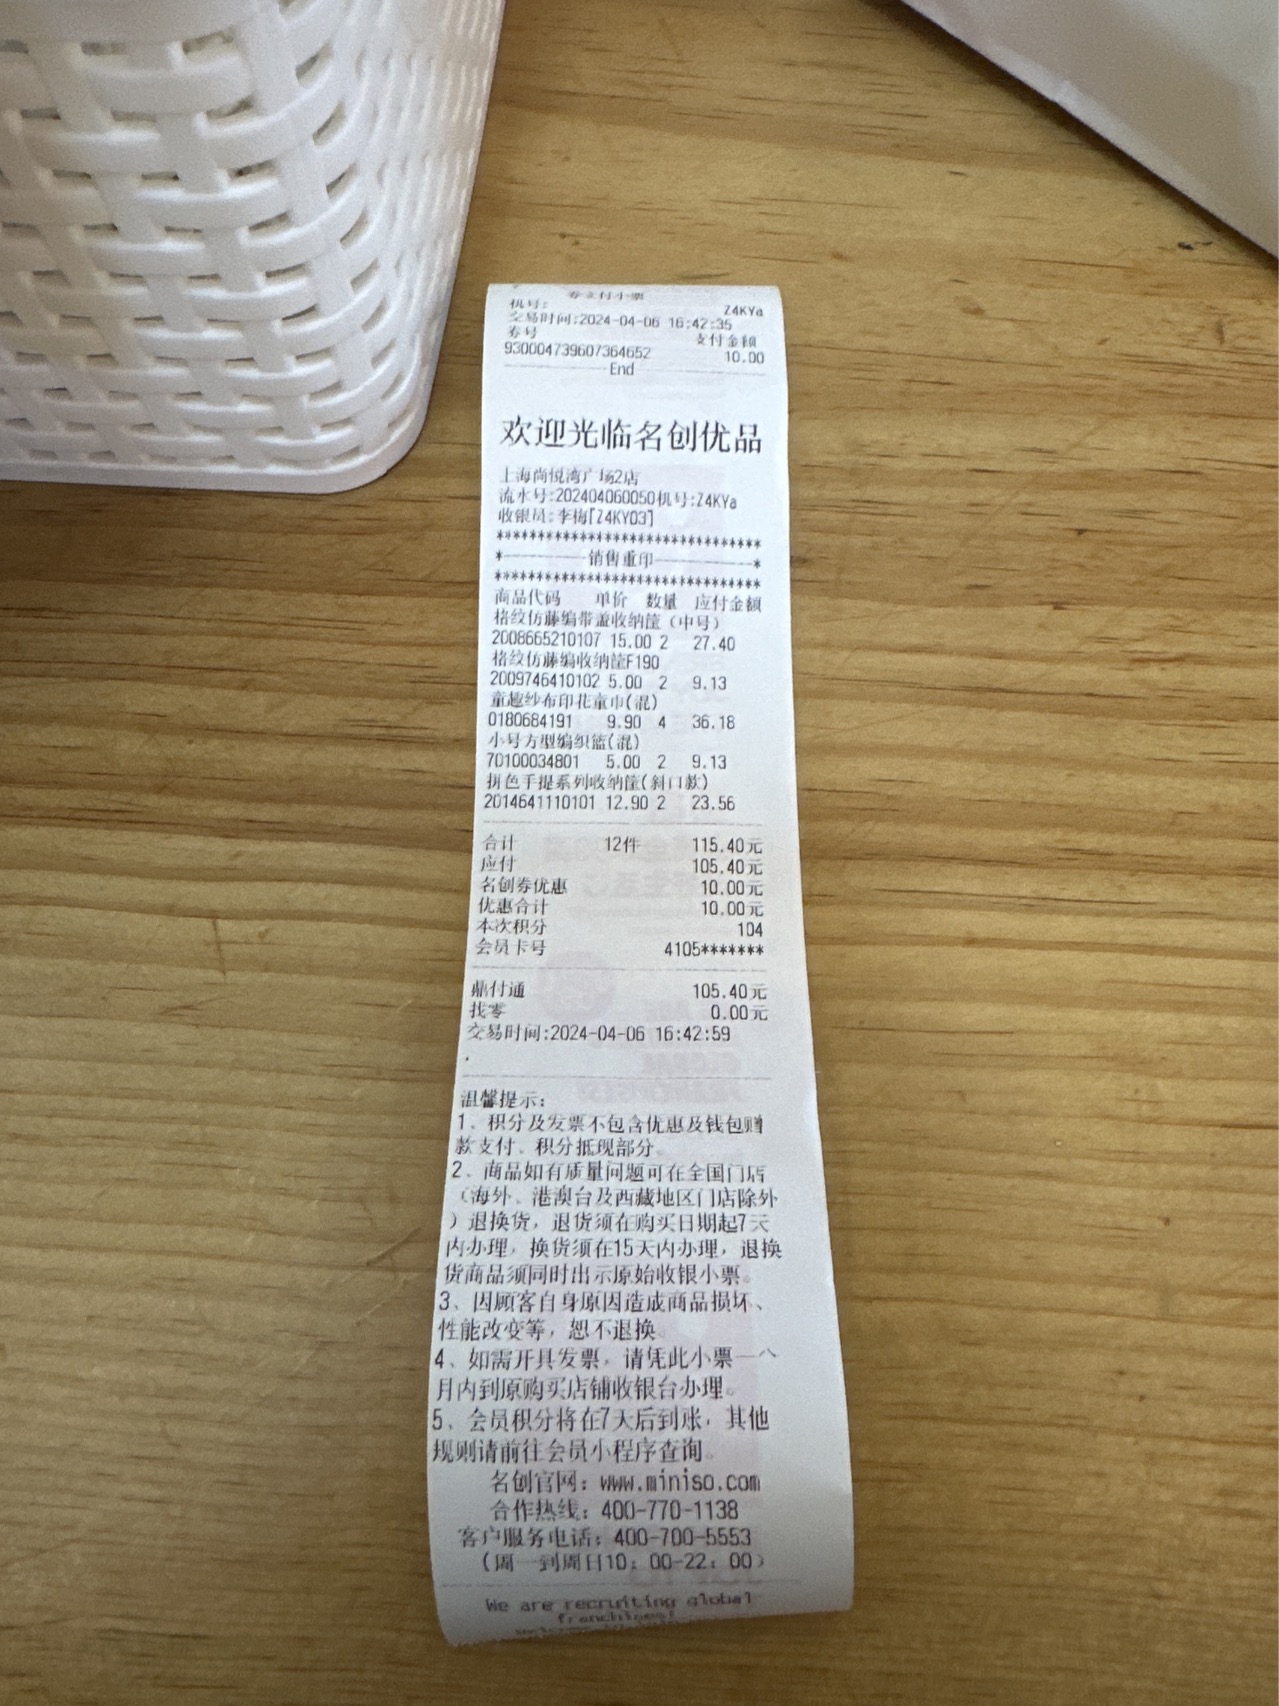 券支付小票
机号: Z4KYa
交易时间:2024-04-06 16:42:35
券号 支付金额
930004739607364652 10.00
End
欢迎光临名创优品
上海尚悦湾广场2店
流水号:202404060050机号:Z4KYa
收银员:李梅[Z4KY03]
********************************
*————销售重印————*
********************************
商品代码 单价 数量 应付金额
格纹仿藤编带盖收纳筐（中号）
2008665210107 15.00 2 27.40
格纹仿藤编收纳筐F190
2009746410102 5.00 2 9.13
童趣纱布印花童巾(混)
0180684191 9.90 4 36.18
小号方型编织篮(混)
70100034801 5.00 2 9.13
拼色手提系列收纳筐(斜口款)
2014641110101 12.90 2 23.56
合计 12件 115.40元
应付 105.40元
名创券优惠 10.00元
优惠合计 10.00元
本次积分 104
会员卡号 4105*******
鼎付通 105.40元
找零 0.00元
交易时间:2024-04-06 16:42:59
.
温馨提示:
1、积分及发票不包含优惠及钱包赠
款支付、积分抵现部分。
2、商品如有质量问题可在全国门店
（海外、港澳台及西藏地区门店除外
）退换货，退货须在购买日期起7天
内办理，换货须在15天内办理，退换
货商品须同时出示原始收银小票。
3、因顾客自身原因造成商品损坏、
性能改变等，恕不退换。
4、如需开具发票，请凭此小票一个
月内到原购买店铺收银台办理。
5、会员积分将在7天后到账，其他
规则请前往会员小程序查询。
名创官网：www.miniso.com
合作热线：400-770-1138
客户服务电话：400-700-5553
（周一到周日10：00-22：00）
We are recruiting global
franchisees!